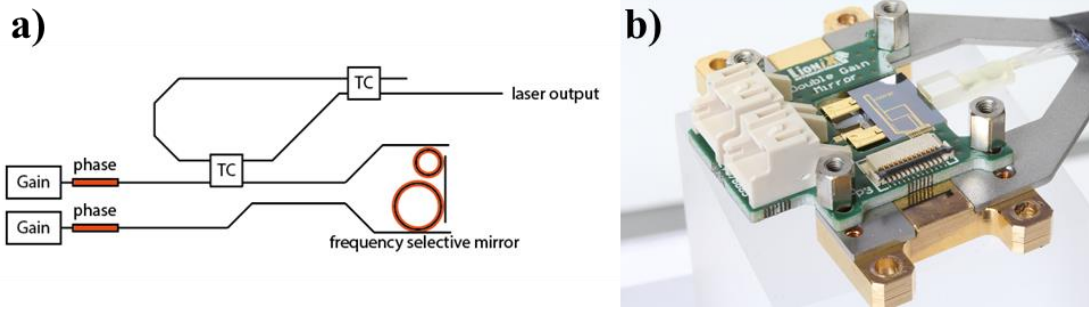 a)
TC
laser output
phase
TC
Gain
phase
Gain
frequency selective mirror
b)
LioniX
Double Gain
Mirror